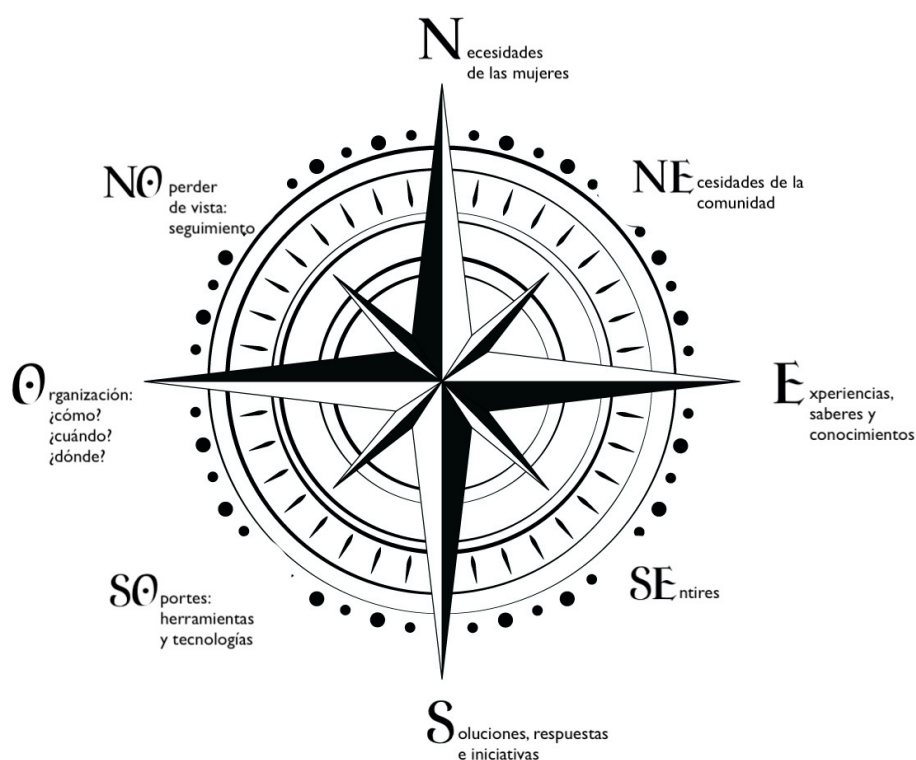 Necesidades
de las mujeres
NO perder
de vista:
seguimiento
NEcesidades de la
comunidad
Organización:
¿cómo?
¿cuándo?
¿dónde?
Experiencias,
saberes y
conocimientos
SOportes:
herramientas
y tecnologías
SEntires
Soluciones, respuestas
e iniciativas